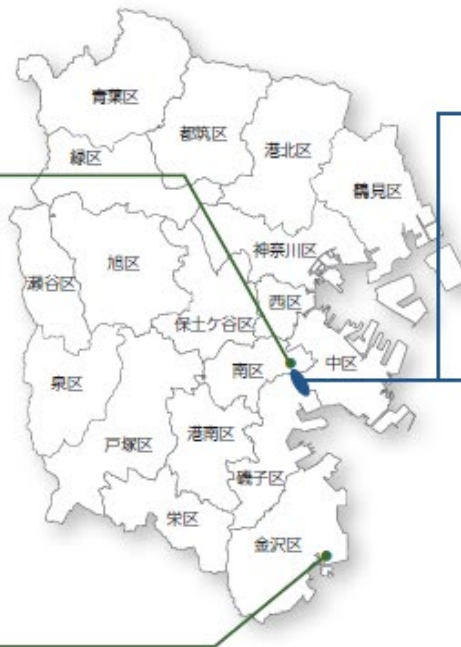 青葉区
都筑区
港北区
緑区
鶴見区
神奈川区
旭区
瀬谷区
西区
保土ケ谷区
中区
南区
泉区
港南区
戸塚区
磯子区
栄区
金沢区